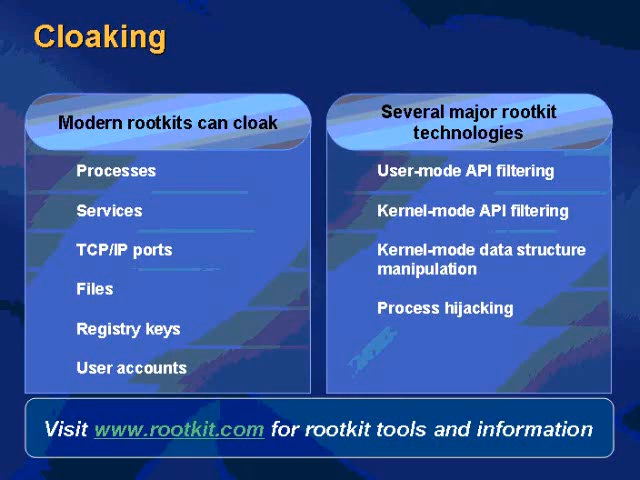 Cloaking
Modern rootkits can cloak
Processes
Services
TCP/IP ports
Files
Registry keys
User accounts
Several major rootkit
technologies
User-mode API filtering
Kernel-mode API filtering
Kernel-mode data structure
manipulation
Process hijacking
Visit www.rootkit.com for rootkit tools and information